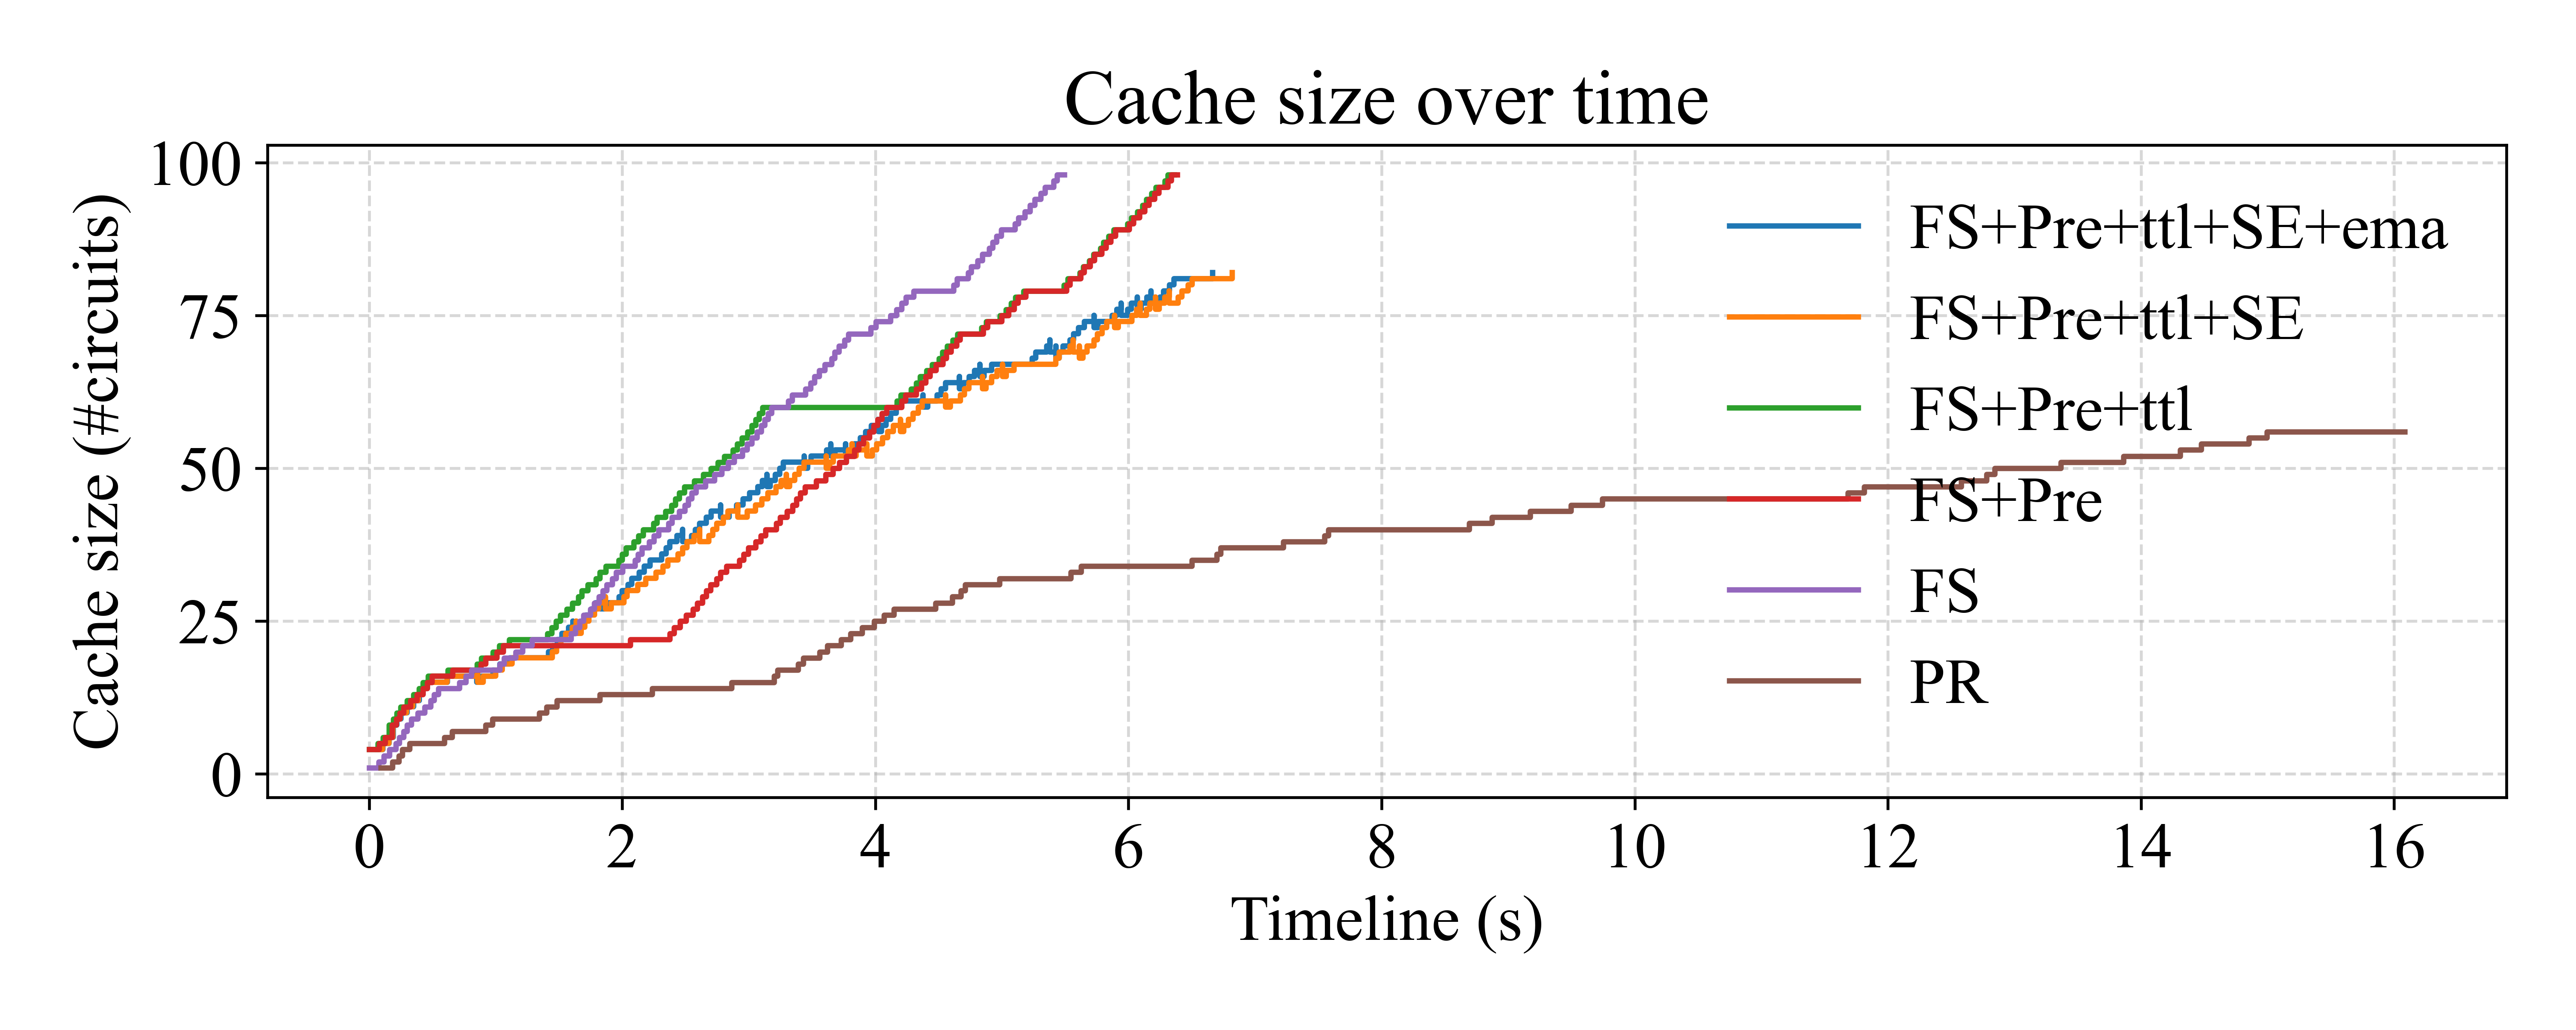 Cache size over time
Cache size (#circuits)
100
75
50
25
0
0 2 4 6 8 10 12 14 16
Timeline (s)
FS+Pre+ttl+SE+ema
FS+Pre+ttl+SE
FS+Pre+ttl
FS+Pre
FS
PR